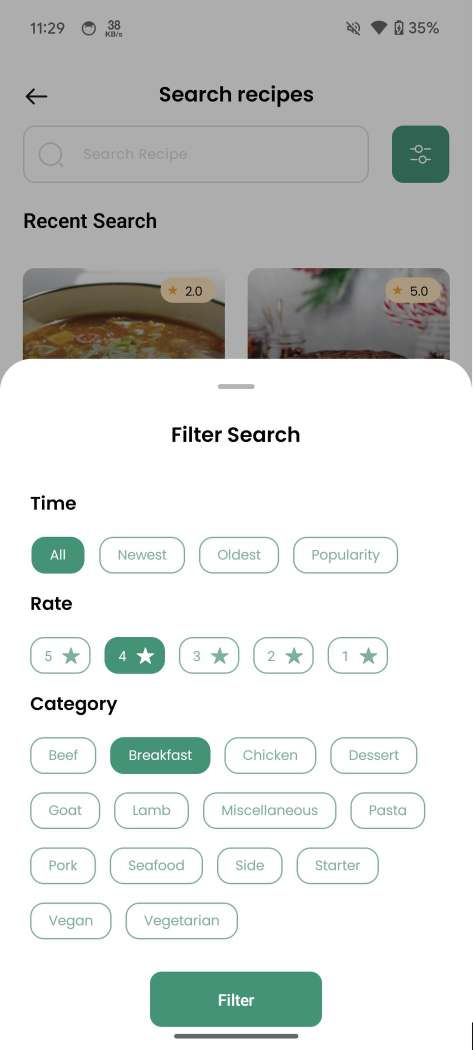 11:29 38 KB/s 35%
Search recipes
Search Recipe
Recent Search
2.0 5.0
Filter Search
Time
All Newest Oldest Popularity
Rate
5 4 3 2 1
Category
Beef Breakfast Chicken Dessert
Goat Lamb Miscellaneous Pasta
Pork Seafood Side Starter
Vegan Vegetarian
Filter